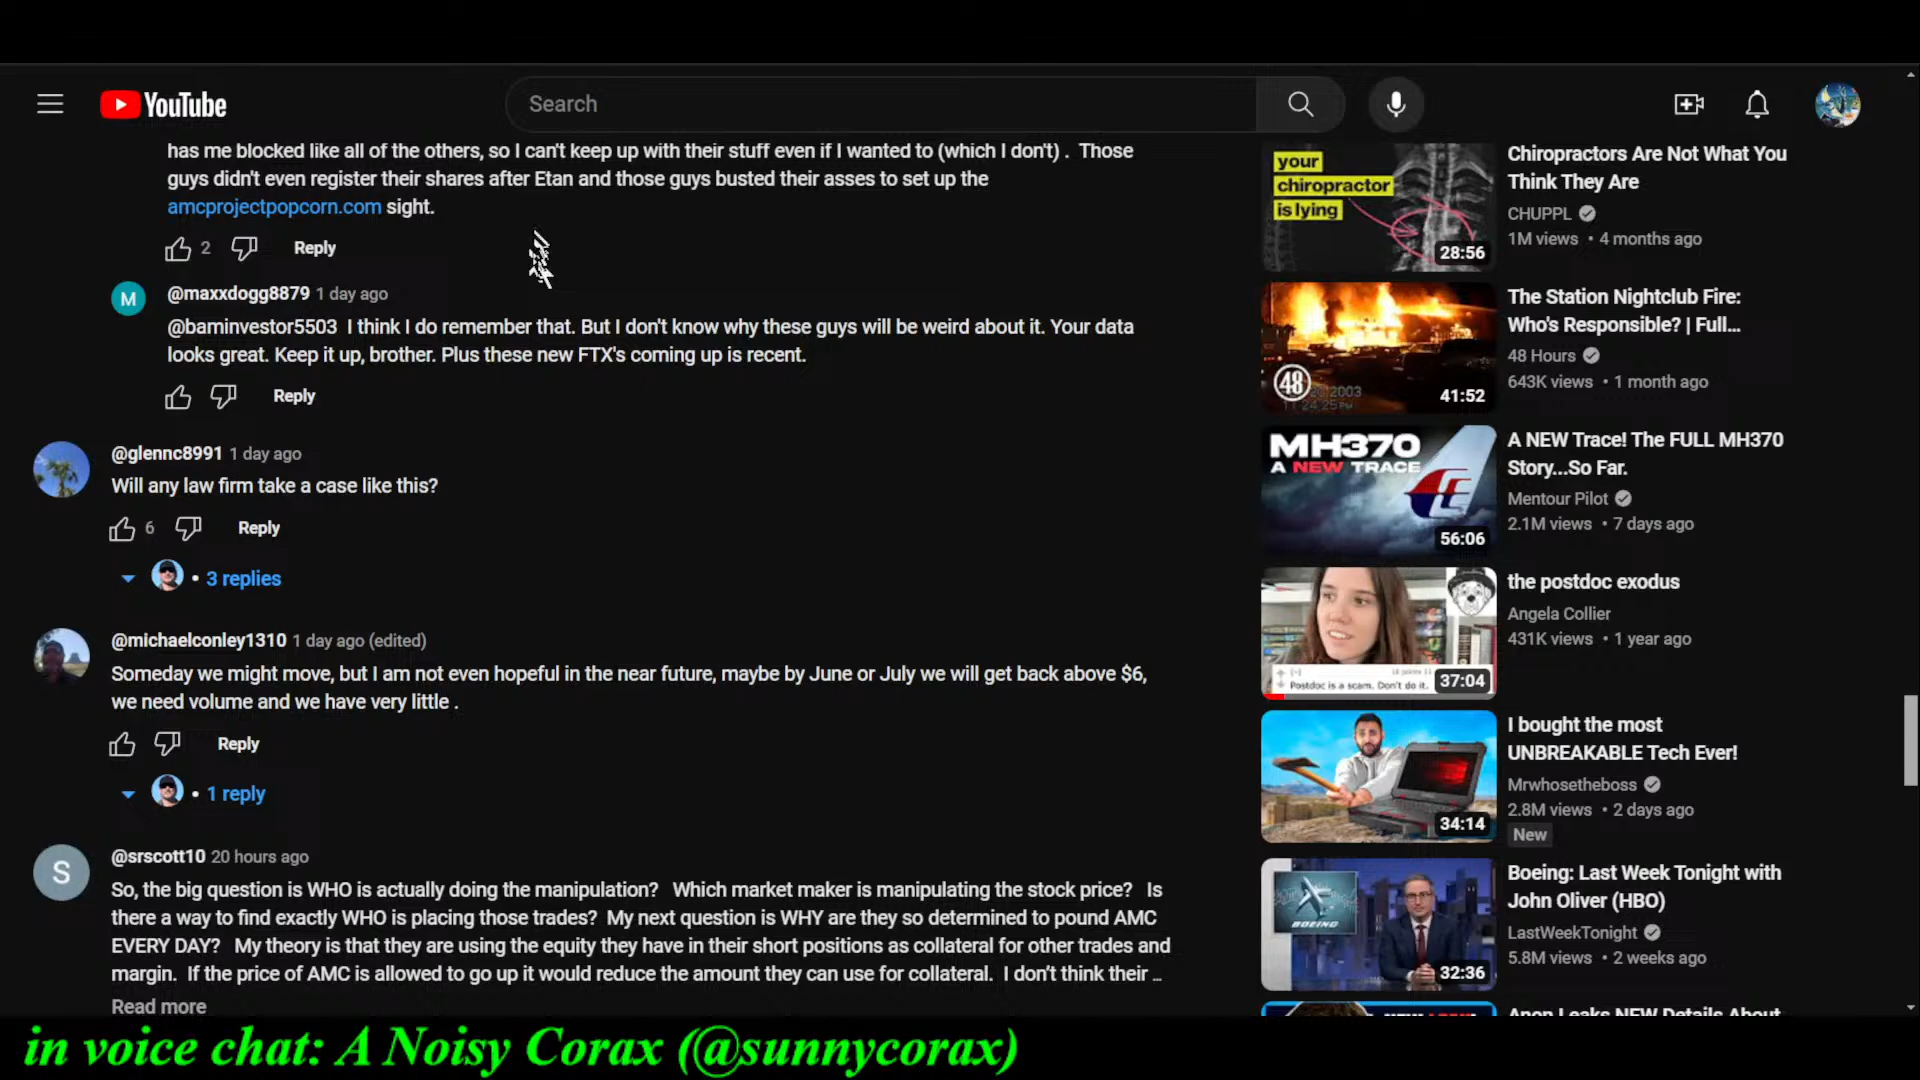 YouTube
Search
has me blocked like all of the others, so I can't keep up with their stuff even if I wanted to (which I don't) .  Those
guys didn't even register their shares after Etan and those guys busted their asses to set up the
amcprojectpopcorn.com sight.
2
Reply
M
@maxxdogg8879 1 day ago
@baminvestor5503  I think I do remember that. But I don't know why these guys will be weird about it. Your data
looks great. Keep it up, brother. Plus these new FTX's coming up is recent.
Reply
@glennc8991 1 day ago
Will any law firm take a case like this?
6
Reply
• 3 replies
@michaelconley1310 1 day ago (edited)
Someday we might move, but I am not even hopeful in the near future, maybe by June or July we will get back above $6,
we need volume and we have very little .
Reply
• 1 reply
S
@srscott10 20 hours ago
So, the big question is WHO is actually doing the manipulation?   Which market maker is manipulating the stock price?   Is
there a way to find exactly WHO is placing those trades?  My next question is WHY are they so determined to pound AMC
EVERY DAY?   My theory is that they are using the equity they have in their short positions as collateral for other trades and
margin.  If the price of AMC is allowed to go up it would reduce the amount they can use for collateral.  I don't think their ...
Read more
your
chiropractor
is lying
28:56
Chiropractors Are Not What You
Think They Are
CHUPPL
1M views • 4 months ago
48
2003
11:24:25PM
41:52
The Station Nightclub Fire:
Who's Responsible? | Full...
48 Hours
643K views • 1 month ago
MH370
A NEW TRACE
56:06
A NEW Trace! The FULL MH370
Story...So Far.
Mentour Pilot
2.1M views • 7 days ago
Postdoc is a scam. Don't do it.
37:04
the postdoc exodus
Angela Collier
431K views • 1 year ago
34:14
I bought the most
UNBREAKABLE Tech Ever!
Mrwhosetheboss
2.8M views • 2 days ago
New
BOEING
32:36
Boeing: Last Week Tonight with
John Oliver (HBO)
LastWeekTonight
5.8M views • 2 weeks ago
Anon Leaks NEW Details About
in voice chat: A Noisy Corax (@sunnycorax)